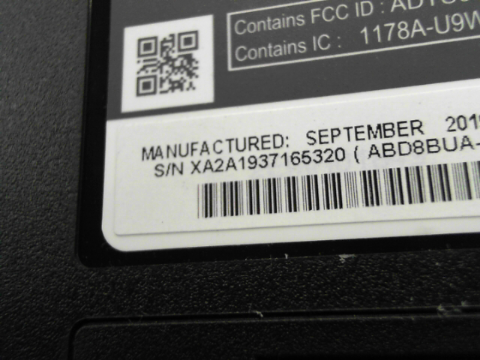 Contains FCC ID :
Contains IC : 1178A-U9W
MANUFACTURED: SEPTEMBER
S/N XA2A1937165320 ( ABD8BUA-